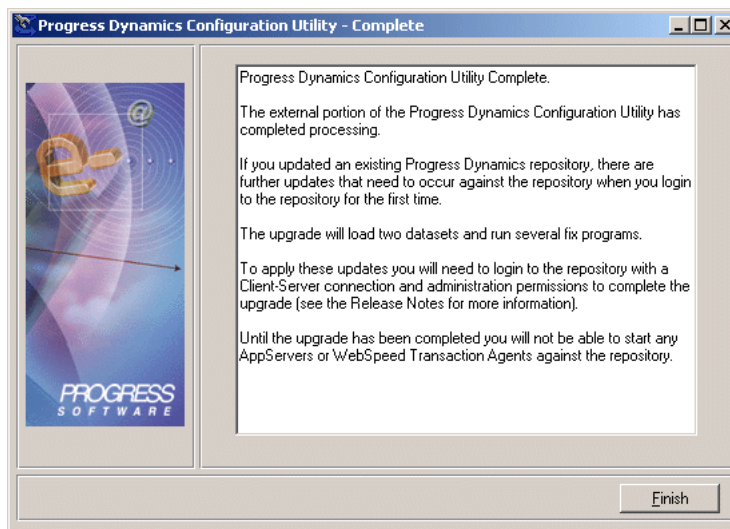 Progress Dynamics Configuration Utility - Complete
@
e-
PROGRESS
SOFTWARE
Progress Dynamics Configuration Utility Complete.
The external portion of the Progress Dynamics Configuration Utility has
completed processing.
If you updated an existing Progress Dynamics repository, there are
further updates that need to occur against the repository when you login
to the repository for the first time.
The upgrade will load two datasets and run several fix programs.
To apply these updates you will need to login to the repository with a
Client-Server connection and administration permissions to complete the
upgrade (see the Release Notes for more information).
Until the upgrade has been completed you will not be able to start any
AppServers or WebSpeed Transaction Agents against the repository.
Finish